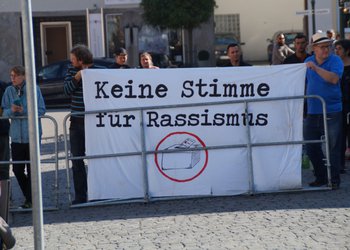 Keine Stimme
für Rassismus